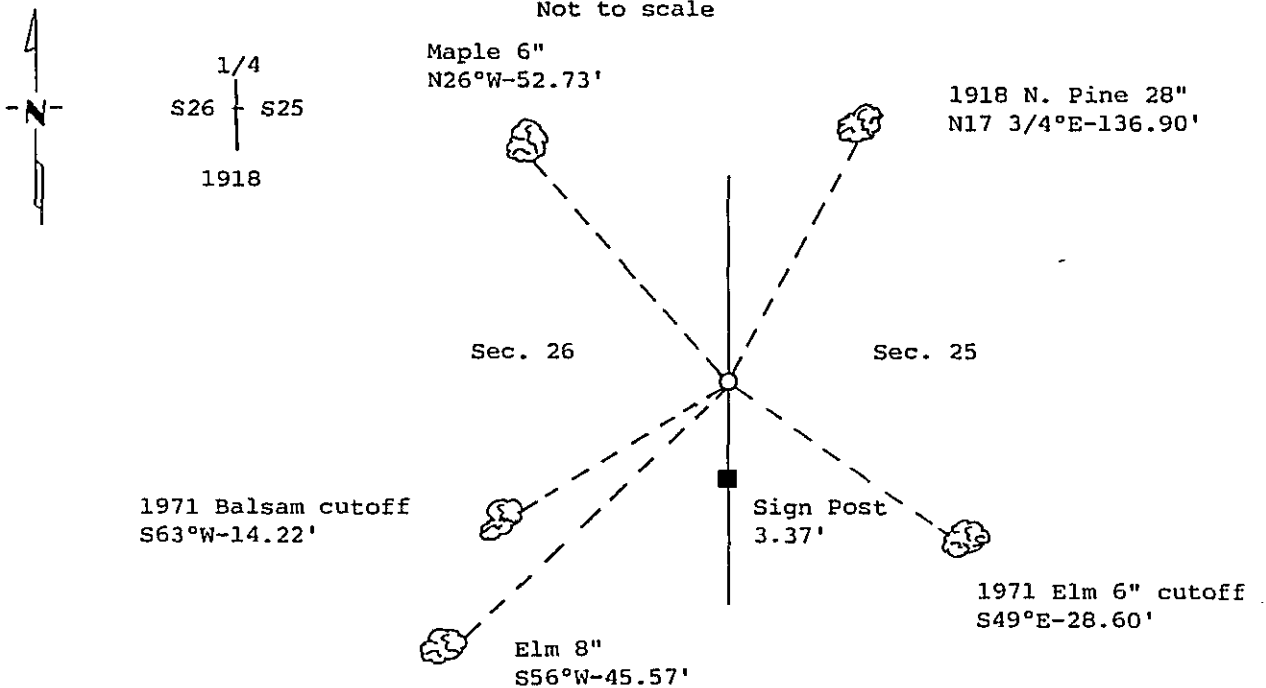 Not to scale
-N-
1/4
S26 S25
1918
Maple 6"
N26°W-52.73'
1918 N. Pine 28"
N17 3/4°E-136.90'
Sec. 26
Sec. 25
1971 Balsam cutoff
S63°W-14.22'
Sign Post
3.37'
1971 Elm 6" cutoff
S49°E-28.60'
Elm 8"
S56°W-45.57'